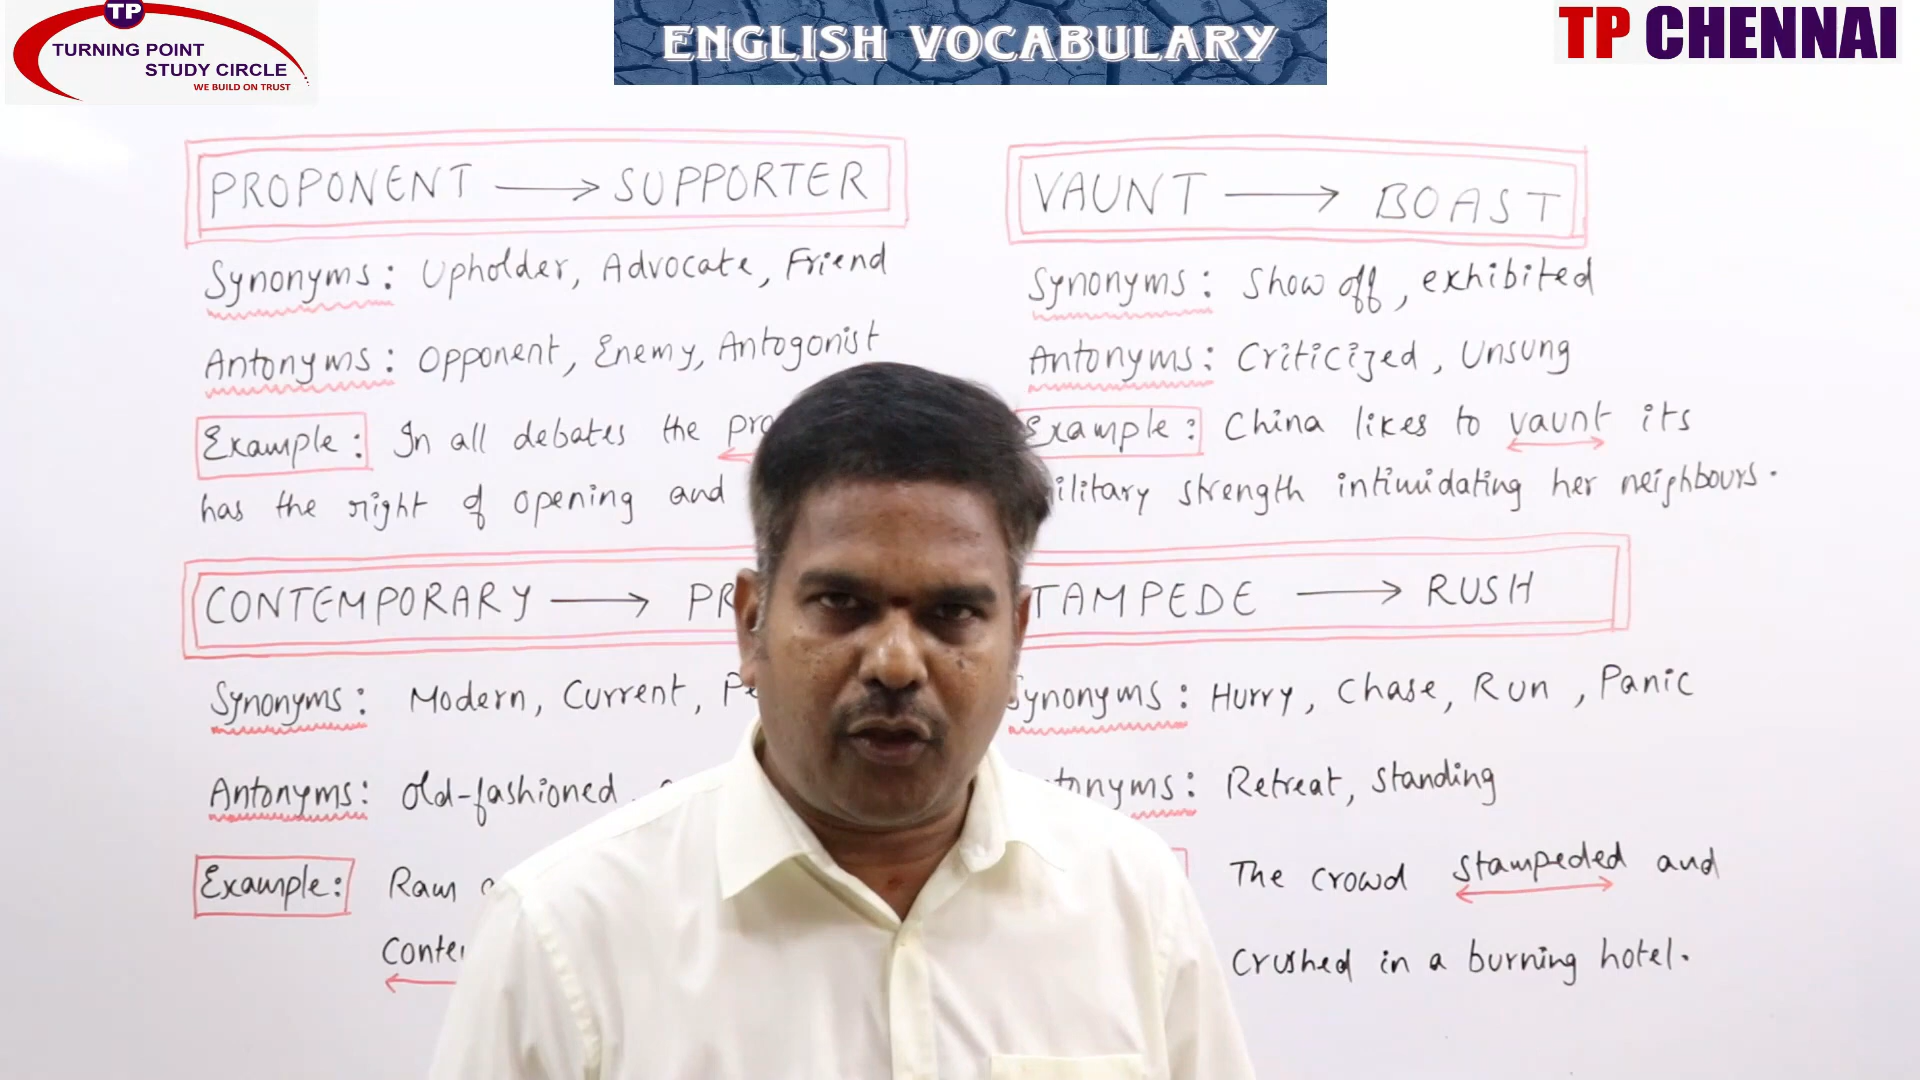 TP
TURNING POINT
STUDY CIRCLE
WE BUILD ON TRUST
ENGLISH VOCABULARY
TP CHENNAI
PROPONENT → SUPPORTER
Synonyms: Upholder, Advocate, Friend
Antonyms: Opponent, Enemy, Antogonist
Example: In all debates the
has the right of opening and
VAUNT → BOAST
Synonyms: Show off, exhibited
Antonyms: Criticized, Unsung
Example: China likes to vaunt its
strength intimidating her neighbours.
CONTEMPORARY →
Synonyms: Modern, Current,
Antonyms: Old-fashioned,
Example: Ram
TAMPEDE → RUSH
ynonyms: Hurry, Chase, Run, Panic
tonyms: Retreat, Standing
The crowd stampeded and
crushed in a burning hotel.